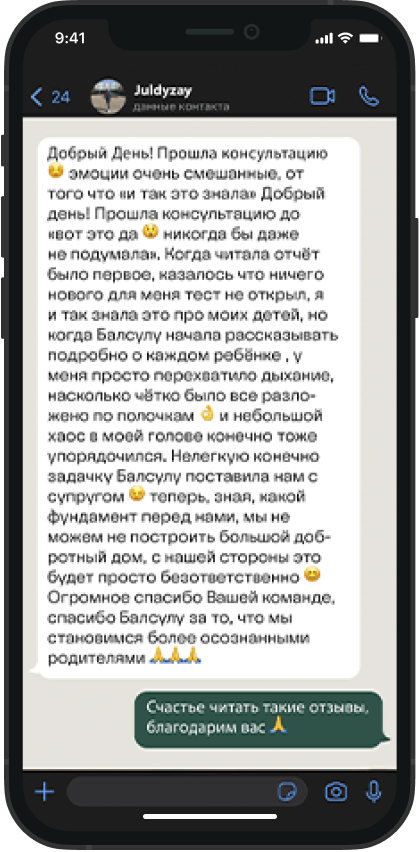 9:41
24
Juldyzay
данные контакта
Добрый День! Прошла консультацию
😟 эмоции очень смешанные, от
того что «и так это знала» Добрый
день! Прошла консультацию до
«вот это да 😯 никогда бы даже
не подумала». Когда читала отчёт
было первое, казалось что ничего
нового для меня тест не открыл, я
и так знала это про моих детей, но
когда Балсулу начала рассказывать
подробно о каждом ребёнке , у
меня просто перехватило дыхание,
насколько чётко было все разло-
жено по полочкам 👌 и небольшой
хаос в моей голове конечно тоже
упорядочился. Нелегкую конечно
задачку Балсулу поставила нам с
супругом 😉 теперь, зная, какой
фундамент перед нами, мы не
можем не построить большой доб-
ротный дом, с нашей стороны это
будет просто безответственно 😊
Огромное спасибо Вашей команде,
спасибо Балсулу за то, что мы
становимся более осознанными
родителями 🙏🙏🙏
Счастье читать такие отзывы,
благодарим вас 🙏